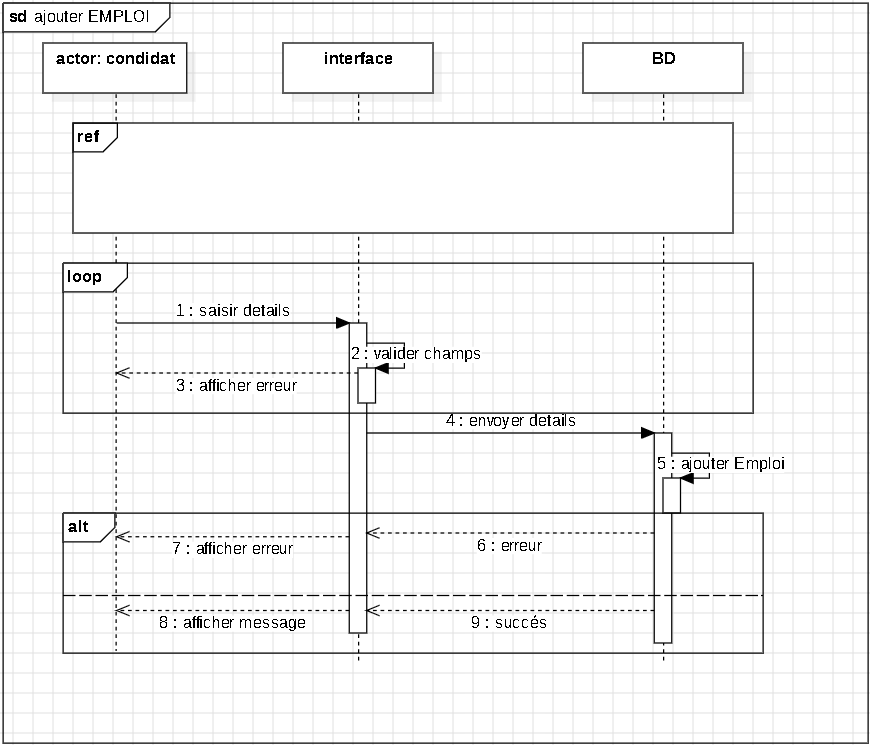 sd ajouter EMPLOI
actor: condidat
interface
BD
ref
loop
1 : saisir details
2 : valider champs
3 : afficher erreur
4 : envoyer details
5 : ajouter Emploi
alt
6 : erreur
7 : afficher erreur
8 : afficher message
9 : succés